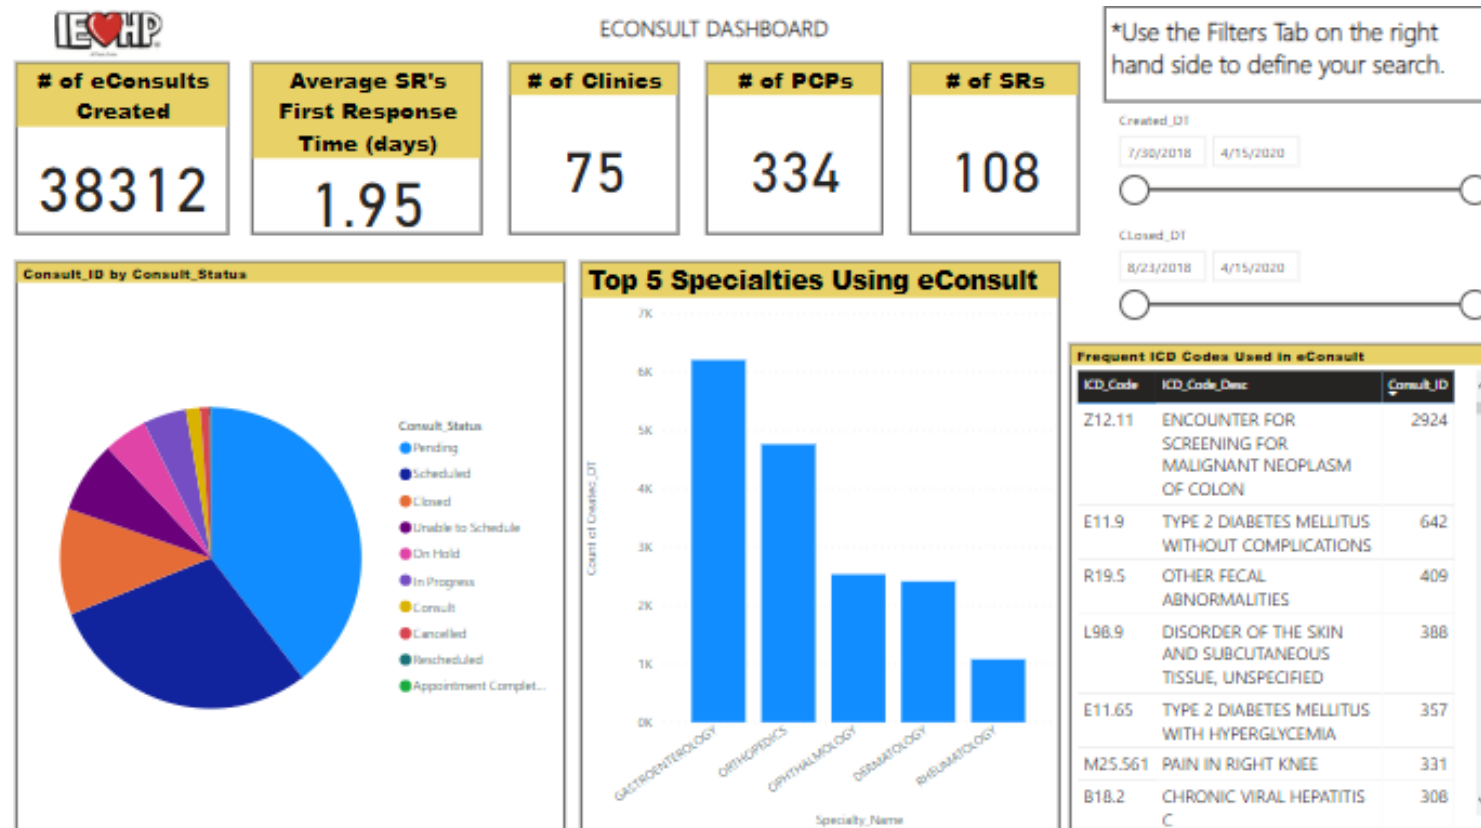 IE HP
ECONSULT DASHBOARD
*Use the Filters Tab on the right
hand side to define your search.
# of eConsults
Created
38312
Average SR's
First Response
Time (days)
1.95
# of Clinics
75
# of PCPs
334
# of SRs
108
Created_DT
7/30/2018
4/15/2020
CLosed_DT
8/23/2018
4/15/2020
Consult_ID by Consult_Status
Consult_Status
Pending
Scheduled
Closed
Unable to Schedule
On Hold
In Progress
Consult
Cancelled
Rescheduled
Appointment Complet...
Top 5 Specialties Using eConsult
7K
6K
5K
4K
3K
2K
1K
0K
Count of Created_DT
GASTROENTEROLOGY
ORTHOPEDICS
OPHTHALMOLOGY
DERMATOLOGY
RHEUMATOLOGY
Specialty_Name
Frequent ICD Codes Used in eConsult
ICD_Code ICD_Code_Desc Consult_ID
Z12.11 ENCOUNTER FOR 2924
SCREENING FOR
MALIGNANT NEOPLASM
OF COLON
E11.9 TYPE 2 DIABETES MELLITUS 642
WITHOUT COMPLICATIONS
R19.5 OTHER FECAL 409
ABNORMALITIES
L98.9 DISORDER OF THE SKIN 388
AND SUBCUTANEOUS
TISSUE, UNSPECIFIED
E11.65 TYPE 2 DIABETES MELLITUS 357
WITH HYPERGLYCEMIA
M25.561 PAIN IN RIGHT KNEE 331
B18.2 CHRONIC VIRAL HEPATITIS 308
C